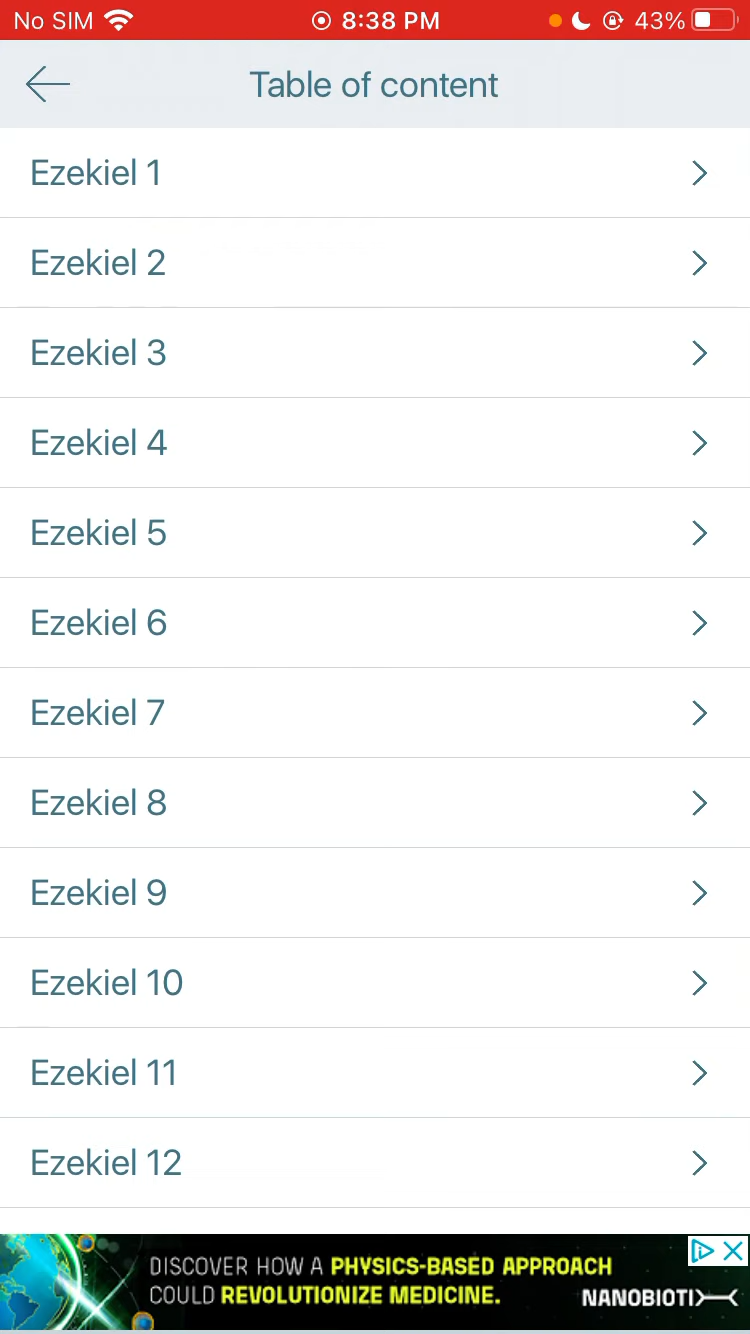 No SIM 8:38 PM 43%
Table of content
Ezekiel 1
Ezekiel 2
Ezekiel 3
Ezekiel 4
Ezekiel 5
Ezekiel 6
Ezekiel 7
Ezekiel 8
Ezekiel 9
Ezekiel 10
Ezekiel 11
Ezekiel 12
DISCOVER HOW A PHYSICS-BASED APPROACH
COULD REVOLUTIONIZE MEDICINE.
NANOBIOTIX